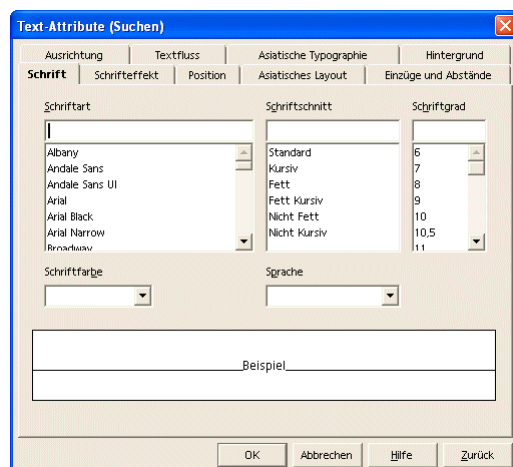 Text-Attribute (Suchen)
Ausrichtung Textfluss Asiatische Typographie Hintergrund
Schrift Schrifteffekt Position Asiatisches Layout Einzüge und Abstände
Schriftart Schriftschnitt Schriftgrad
Albany Standard 6
Andale Sans Kursiv 7
Andale Sans UI Fett 8
Arial Fett Kursiv 9
Arial Black Nicht Fett 10
Arial Narrow Nicht Kursiv 10,5
Broadway 11
Schriftfarbe Sprache
Beispiel
OK Abbrechen Hilfe Zurück